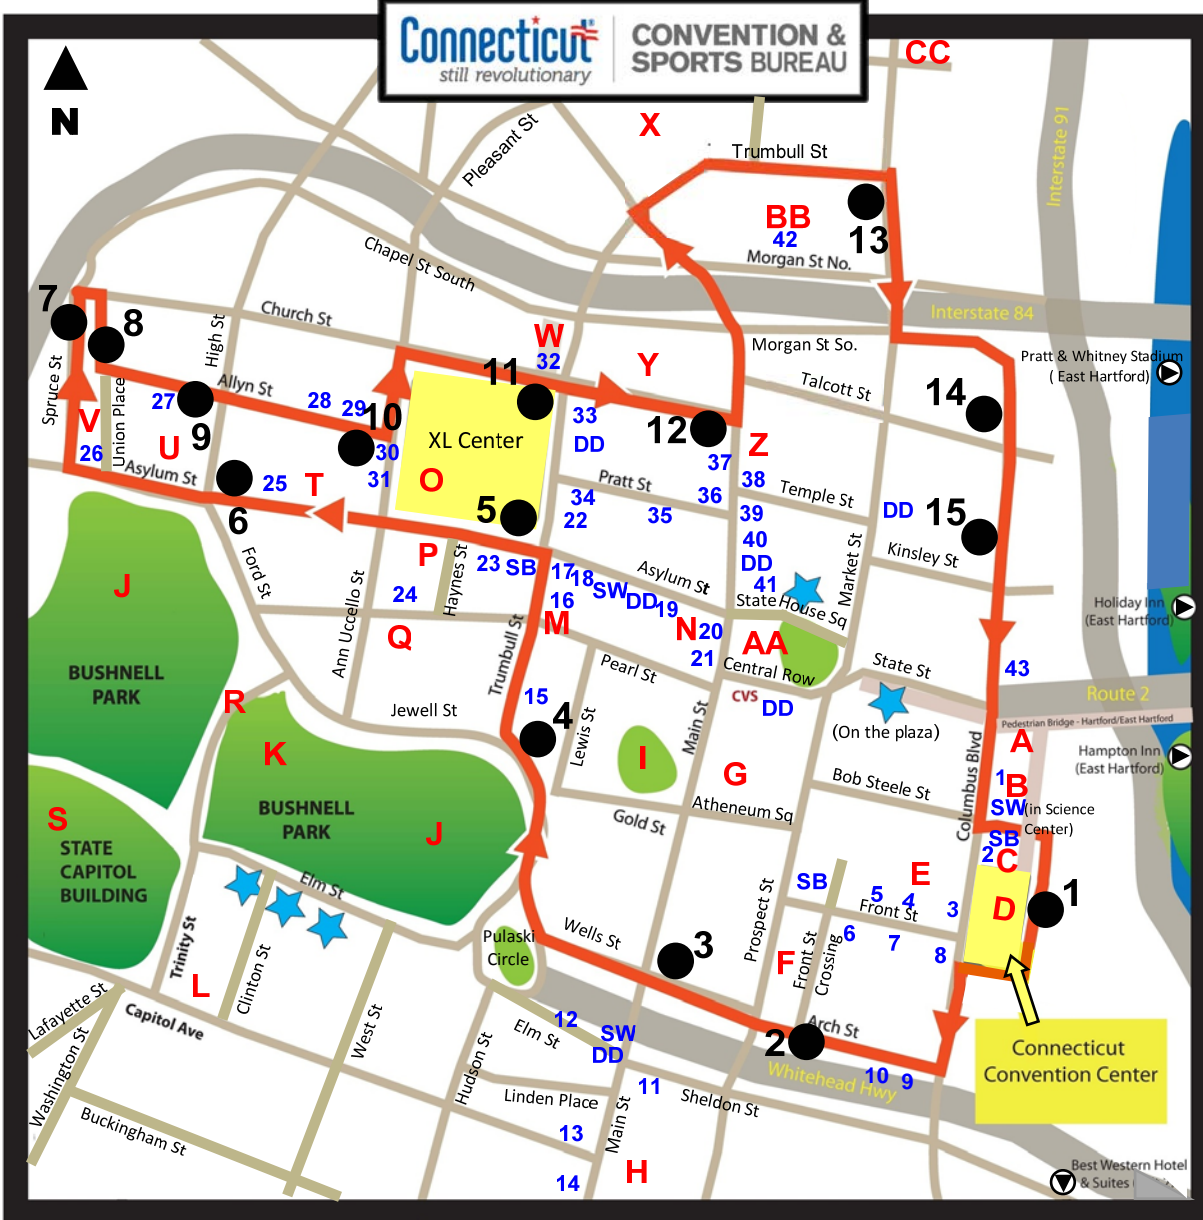 Connecticut
still revolutionary
CONVENTION &
SPORTS BUREAU
N
CC
X
Interstate 91
Pleasant St
Trumbull St
BB
42
13
Morgan St No.
Chapel St South
7
8
Church St
High St
Interstate 84
W
32
Y
Morgan St So.
Pratt & Whitney Stadium
( East Hartford)
Spruce St
Union Place
Allyn St
27
28
29
10
11
12
Talcott St
14
V
26
U
9
30
31
XL Center
O
33
DD
37
Z
38
Asylum St
6
25
T
5
34
22
Pratt St
35
36
39
Temple St
DD
15
40
DD
41
Kinsley St
Market St
J
Ford St
P
Haynes St
23
SB
17
18
SW
DD
19
16
Asylum St
State House Sq
Holiday Inn
(East Hartford)
24
Ann Uccello St
Q
M
N
20
21
AA
BUSHNELL
PARK
Trumbull St
Pearl St
Central Row
State St
43
Route 2
Pedestrian Bridge - Hartford/East Hartford
R
Jewell St
15
4
Lewis St
CVS
DD
Main St
(On the plaza)
Columbus Blvd
A
Hampton Inn
(East Hartford)
K
I
G
Bob Steele St
1
B
SW
(in Science
Center)
S
STATE
CAPITOL
BUILDING
BUSHNELL
PARK
J
Gold St
Atheneum Sq
SB
2
C
Elm St
SB
E
5
4
3
Front St
D
1
Prospect St
Trinity St
Clinton St
Pulaski
Circle
Wells St
3
F
Front St
Crossing
6
7
8
L
Lafayette St
Capitol Ave
West St
12
Elm St
SW
DD
2
Arch St
Whitehead Hwy
10
9
Connecticut
Convention Center
Washington St
Hudson St
Linden Place
11
Sheldon St
Main St
Buckingham St
13
14
H
Best Western Hotel
& Suites